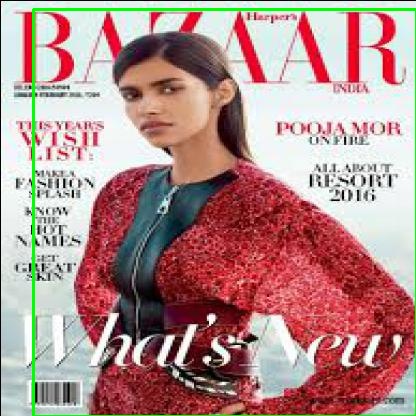 Harper's
BAZAAR
INDIA
THIS YEAR'S
WISH
LIST:
MAKE A
FASHION
SPLASH
KNOW
THE
HOT
NAMES
GET
GREAT
SKIN
POOJA MOR
ON FIRE
ALL ABOUT
RESORT
2016
What's New